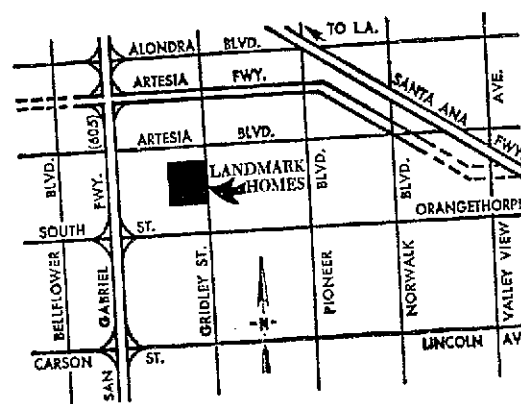 TO L.A.
ALONDRA BLVD.
ARTESIA FWY.
SANTA ANA FWY.
AVE.
(605)
ARTESIA BLVD.
LANDMARK
HOMES
BLVD.
FWY.
BLVD.
BLVD.
ORANGETHORPE
SOUTH ST.
BELLFLOWER
GABRIEL
GRIDLEY ST.
-N-
PIONEER
NORWALK
VALLEY VIEW
LINCOLN AV
CARSON ST.
SAN